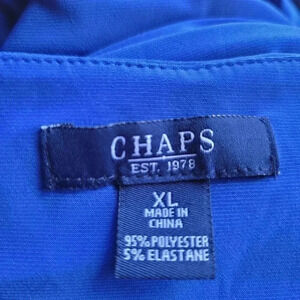 CHAPS
EST. 1978
XL
MADE IN
CHINA
95% POLYESTER
5% ELASTANE